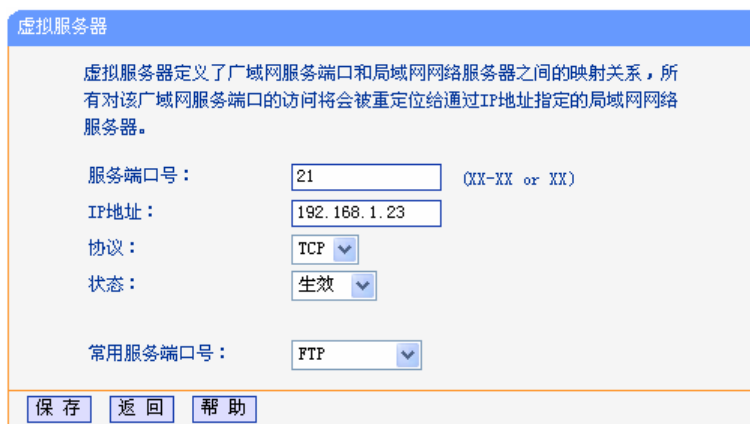 虚拟服务器
虚拟服务器定义了广域网服务端口和局域网网络服务器之间的映射关系，所
有对该广域网服务端口的访问将会被重定位给通过IP地址指定的局域网网络
服务器。
服务端口号： 21 (XX-XX or XX)
IP地址： 192.168.1.23
协议： TCP
状态： 生效
常用服务端口号： FTP
保 存 返 回 帮 助